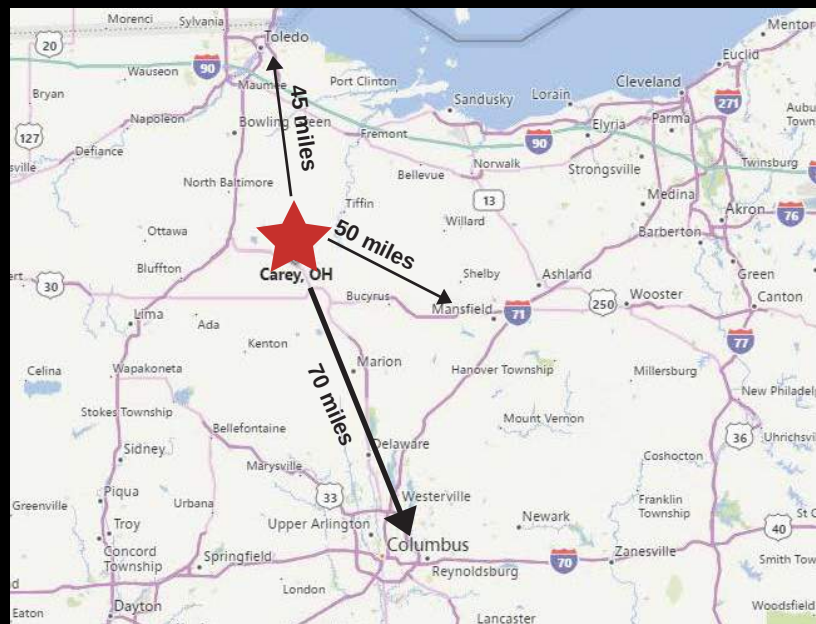 Morenci
Sylvania
Mentor
20
Toledo
Euclid
Wauseon
90
Port Clinton
Cleveland
Bryan
Maumee
Sandusky
Lorain
271
45 miles
Napoleon
Bowling Green
Fremont
Elyria
Parma
127
90
Defiance
Norwalk
Twinsburg
Bellevue
Strongsville
North Baltimore
13
Medina
Akron
Tiffin
Willard
76
Ottawa
50 miles
Barberton
Bluffton
Carey, OH
Shelby
Ashland
Green
30
Bucyrus
Mansfield
71
250
Wooster
Canton
Lima
Ada
77
Kenton
Marion
Hanover Township
Millersburg
Celina
Wapakoneta
70 miles
New Philadelphia
Stokes Township
Mount Vernon
Bellefontaine
36
Uhrichsv
Sidney
Delaware
Coshocton
Marysville
Piqua
33
Westerville
Franklin
Township
Greenville
Urbana
Troy
Upper Arlington
Newark
40
Concord
Township
Columbus
Springfield
70
Zanesville
Reynoldsburg
Smith Tow
London
Eaton
Dayton
Lancaster
Woodsfield